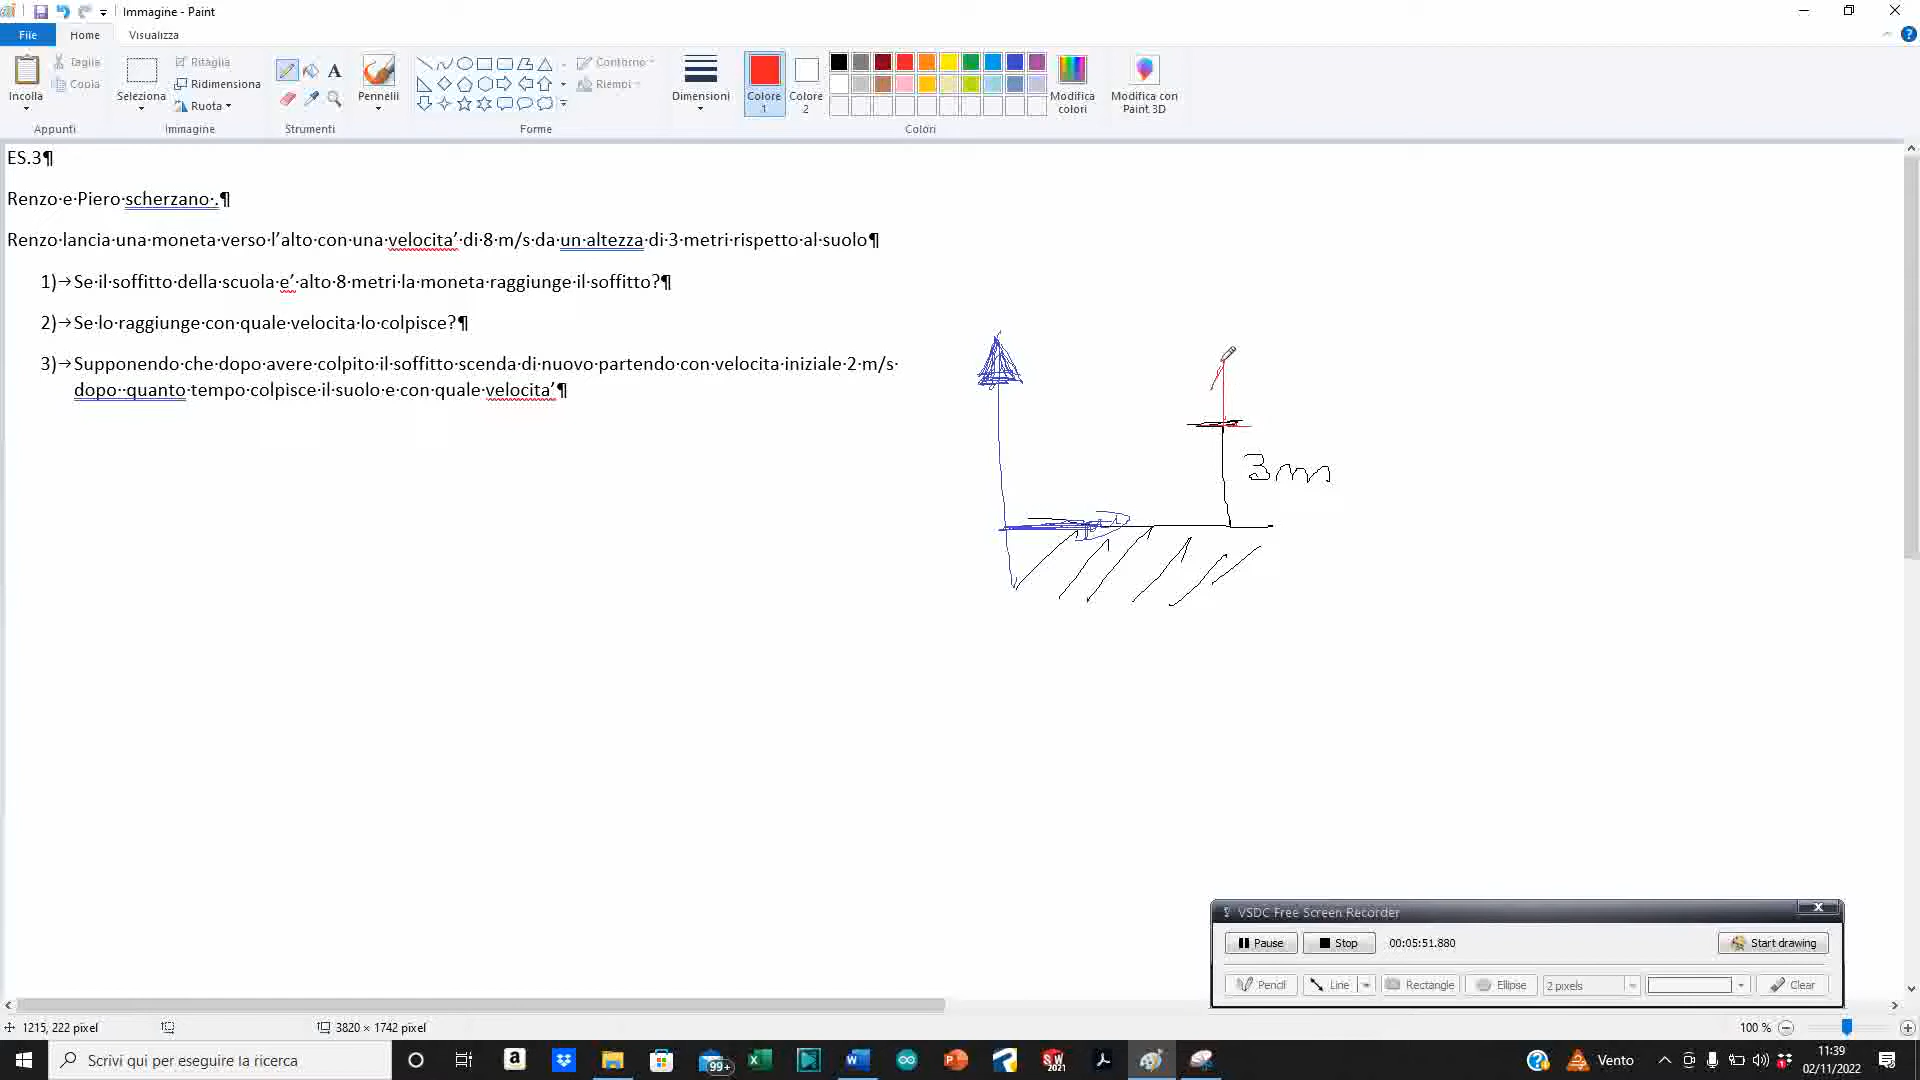 Immagine - Paint
File Home Visualizza
Incolla Taglia Copia Appunti
Seleziona Ritaglia Ridimensiona Ruota Immagine
Strumenti
Pennelli
Contorno Riempi Forme
Dimensioni
Colore 1 Colore 2 Modifica colori Modifica con Paint 3D Colori
ES.3¶
Renzo·e·Piero·scherzano·.¶
Renzo·lancia·una·moneta·verso·l’alto·con·una·velocita’·di·8·m/s·da·un·altezza·di·3·metri·rispetto·al·suolo¶
1)→Se·il·soffitto·della·scuola·e’·alto·8·metri·la·moneta·raggiunge·il·soffitto?¶
2)→Se·lo·raggiunge·con·quale·velocita·lo·colpisce?¶
3)→Supponendo·che·dopo·avere·colpito·il·soffitto·scenda·di·nuovo·partendo·con·velocita·iniziale·2·m/s·
dopo··quanto·tempo·colpisce·il·suolo·e·con·quale·velocita’¶
3m
VSDC Free Screen Recorder
Pause Stop 00:05:51.880 Start drawing
Pencil Line Rectangle Ellipse 2 pixels Clear
1215, 222 pixel 3820 × 1742 pixel 100 %
Scrivi qui per eseguire la ricerca 99+ SW 2021 Vento 11:39
02/11/2022